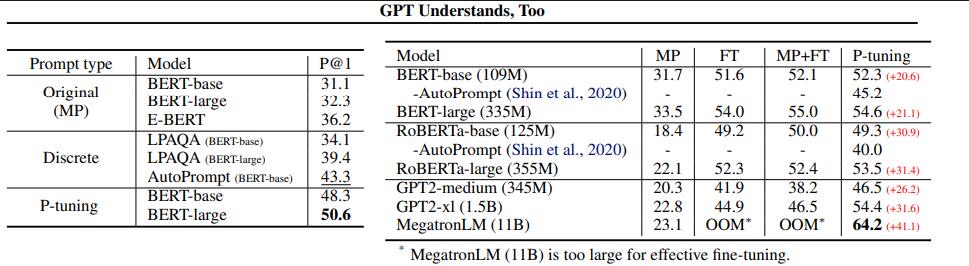 GPT Understands, Too
Prompt type Model P@1
Original (MP) BERT-base 31.1
BERT-large 32.3
E-BERT 36.2
Discrete LPAQA (BERT-base) 34.1
LPAQA (BERT-large) 39.4
AutoPrompt (BERT-base) 43.3
P-tuning BERT-base 48.3
BERT-large 50.6
Model MP FT MP+FT P-tuning
BERT-base (109M) 31.7 51.6 52.1 52.3 (+20.6)
-AutoPrompt (Shin et al., 2020) - - - 45.2
BERT-large (335M) 33.5 54.0 55.0 54.6 (+21.1)
RoBERTa-base (125M) 18.4 49.2 50.0 49.3 (+30.9)
-AutoPrompt (Shin et al., 2020) - - - 40.0
RoBERTa-large (355M) 22.1 52.3 52.4 53.5 (+31.4)
GPT2-medium (345M) 20.3 41.9 38.2 46.5 (+26.2)
GPT2-xl (1.5B) 22.8 44.9 46.5 54.4 (+31.6)
MegatronLM (11B) 23.1 OOM* OOM* 64.2 (+41.1)
* MegatronLM (11B) is too large for effective fine-tuning.